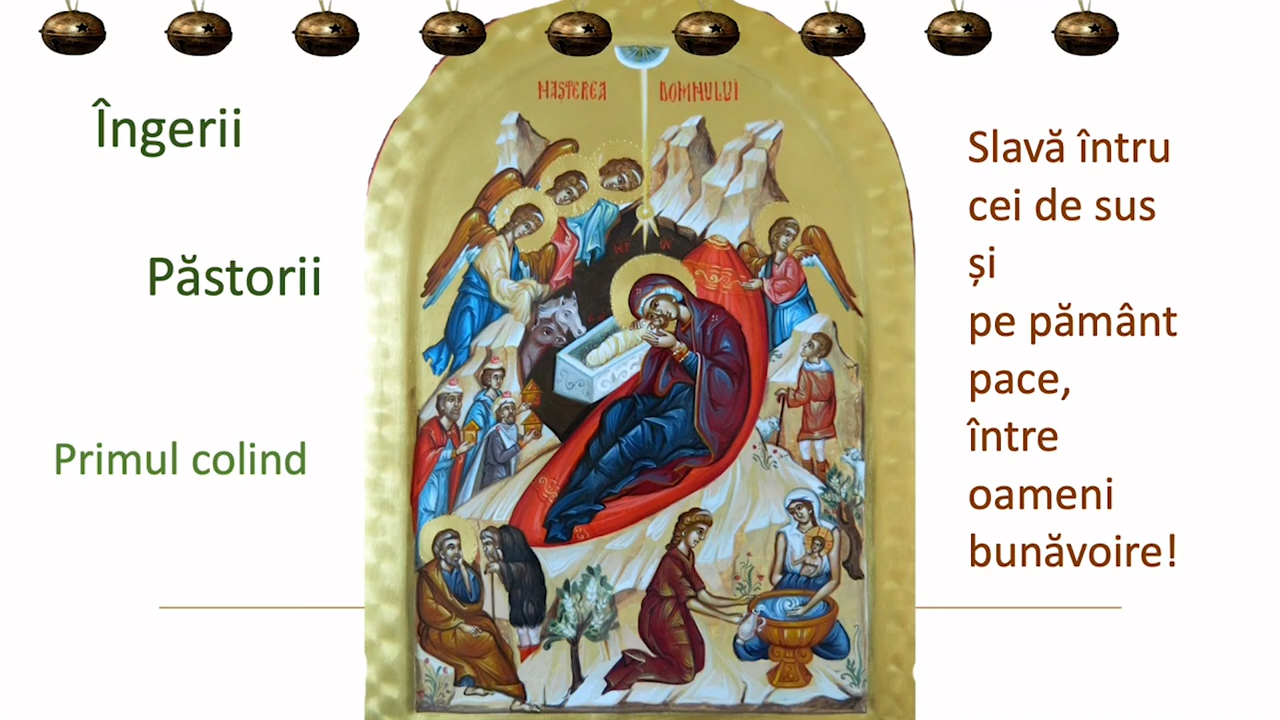 Îngerii
Păstorii
Primul colind
NAȘTEREA DOMNULUI
Slavă întru
cei de sus
și
pe pământ
pace,
între
oameni
bunăvoire!